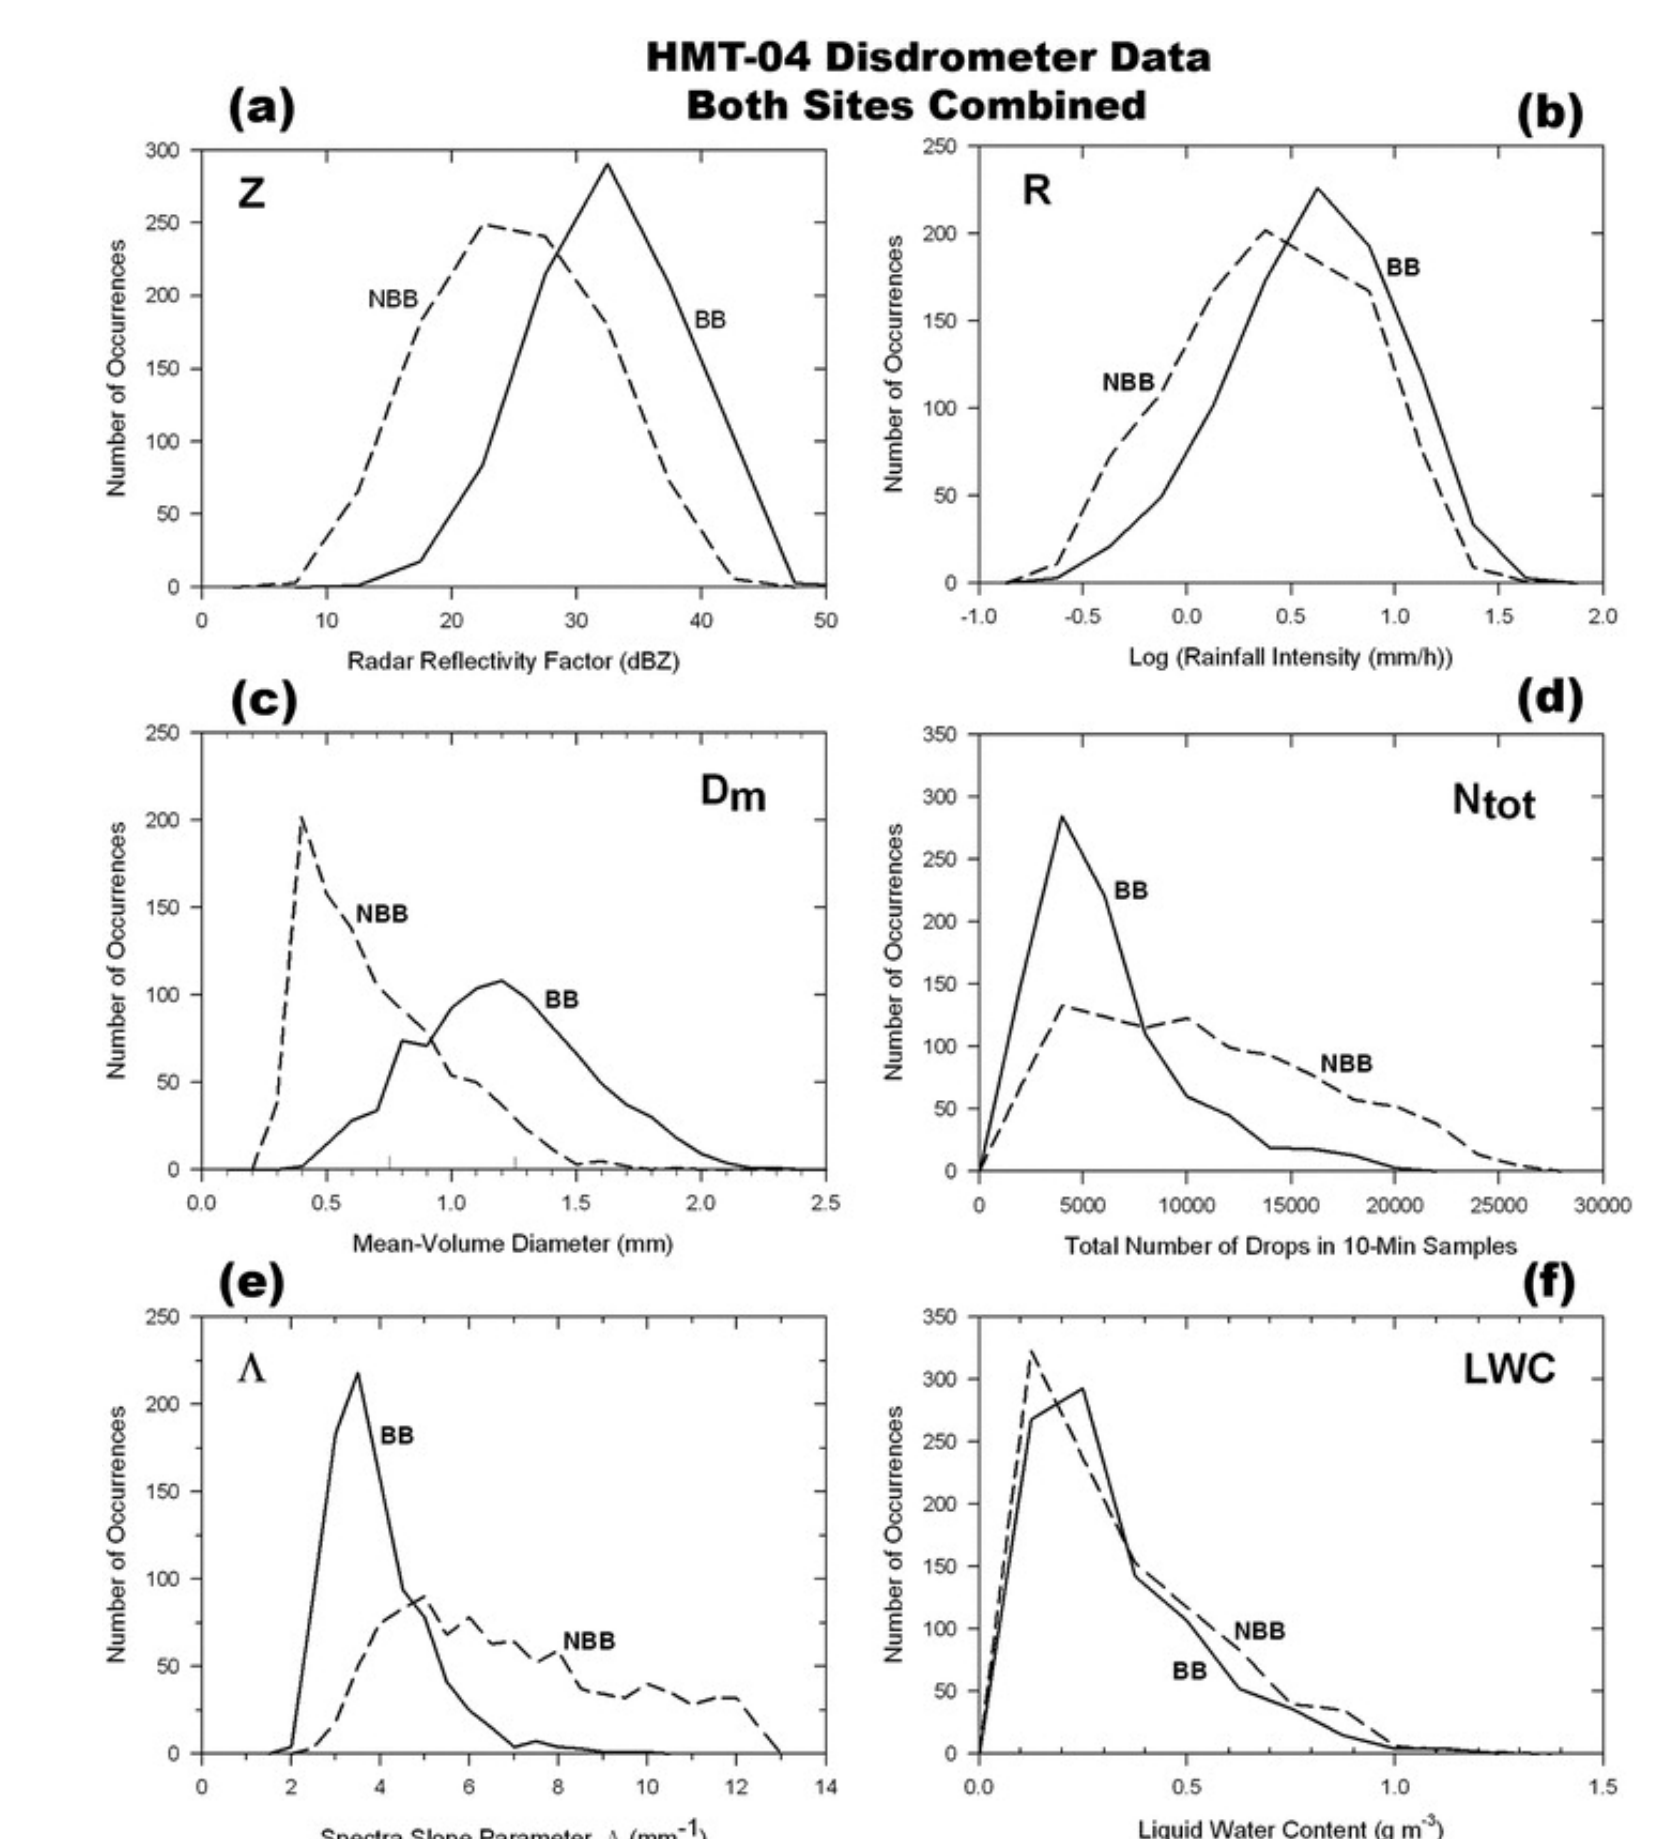 HMT-04 Disdrometer Data
Both Sites Combined
(a)
300
250
200
150
100
50
0
Number of Occurrences
Z
NBB
BB
0 10 20 30 40 50
Radar Reflectivity Factor (dBZ)
(b)
250
200
150
100
50
0
Number of Occurrences
R
NBB
BB
-1.0 -0.5 0.0 0.5 1.0 1.5 2.0
Log (Rainfall Intensity (mm/h))
(c)
250
200
150
100
50
0
Number of Occurrences
Dm
NBB
BB
0.0 0.5 1.0 1.5 2.0 2.5
Mean-Volume Diameter (mm)
(d)
350
300
250
200
150
100
50
0
Number of Occurrences
Ntot
BB
NBB
0 5000 10000 15000 20000 25000 30000
Total Number of Drops in 10-Min Samples
(e)
250
200
150
100
50
0
Number of Occurrences
Λ
BB
NBB
0 2 4 6 8 10 12 14
Spectra Slope Parameter, Λ (mm-1)
(f)
350
300
250
200
150
100
50
0
Number of Occurrences
LWC
NBB
BB
0.0 0.5 1.0 1.5
Liquid Water Content (g m-3)